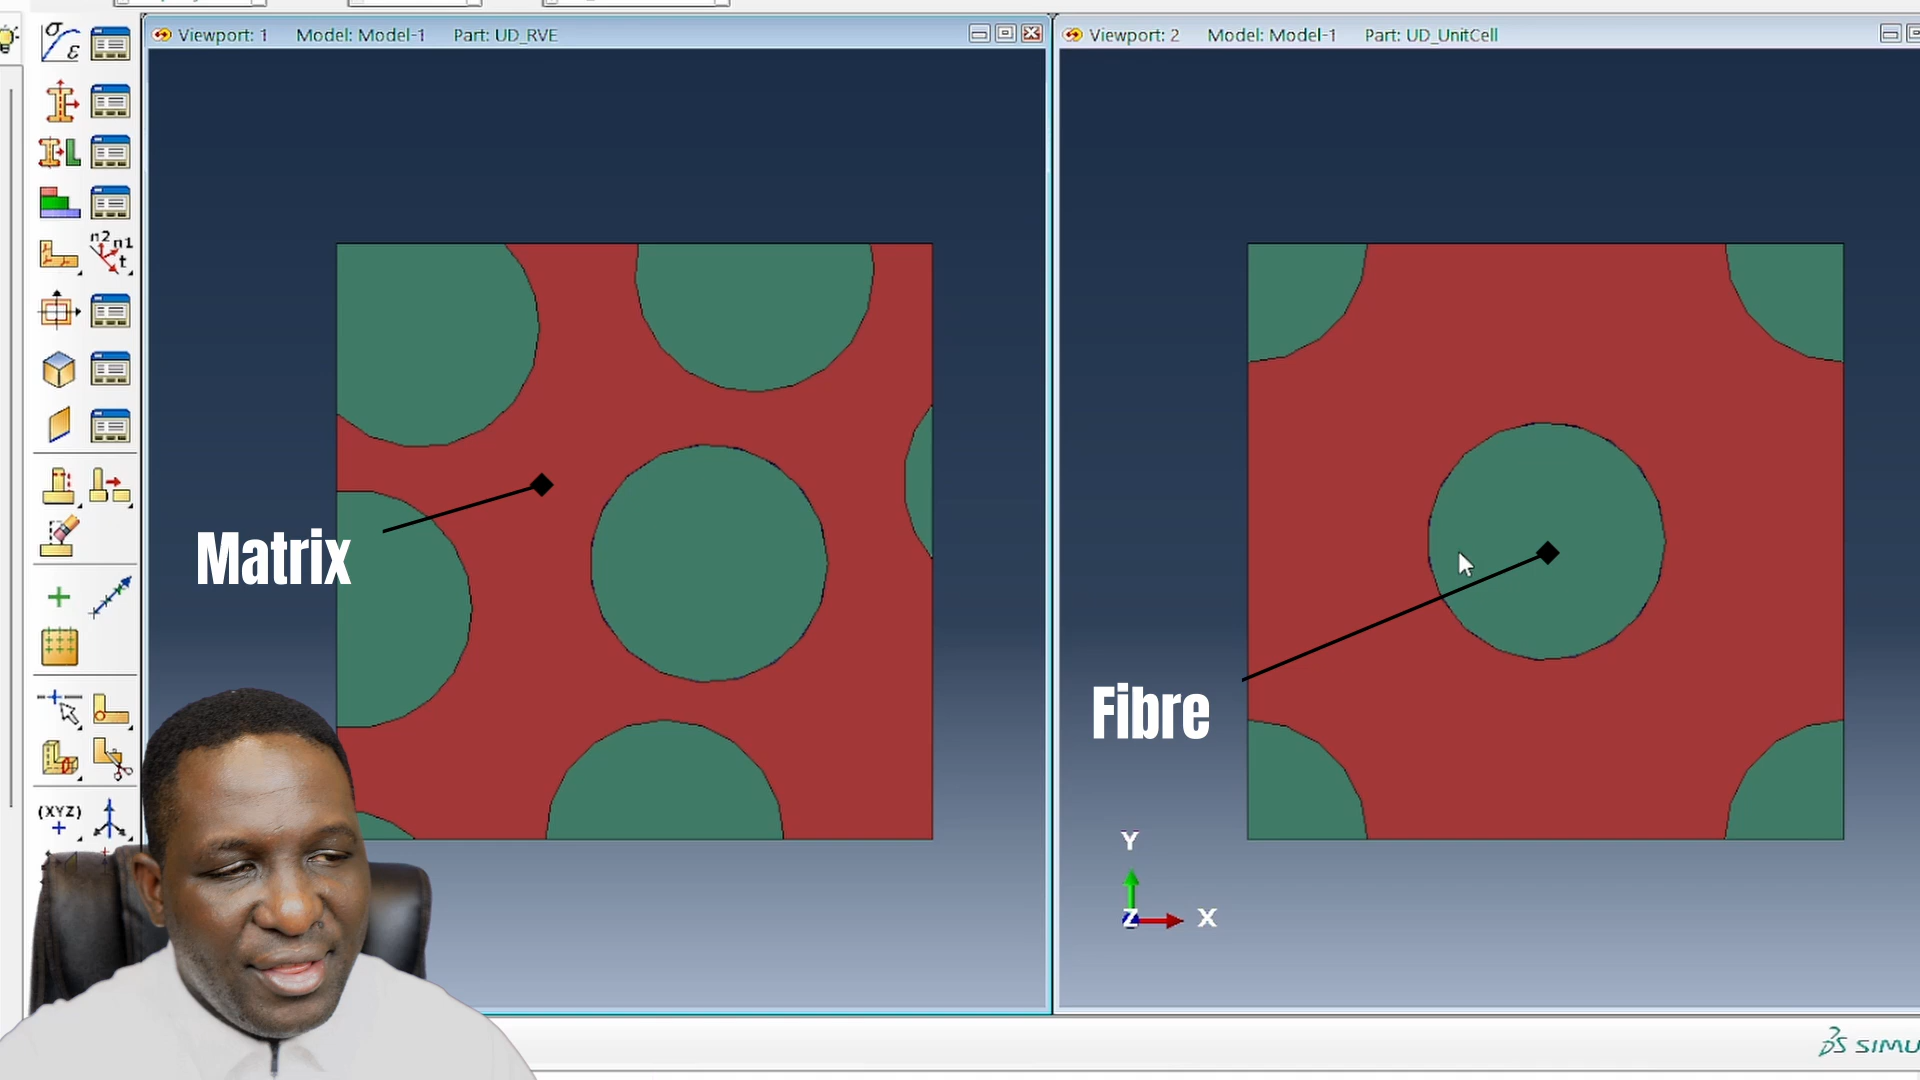 Viewport: 1 Model: Model-1 Part: UD_RVE
Viewport: 2 Model: Model-1 Part: UD_UnitCell
σ
ε
n2 n1
t
Matrix
Fibre
(XYZ)
Y
Z X
SIMU